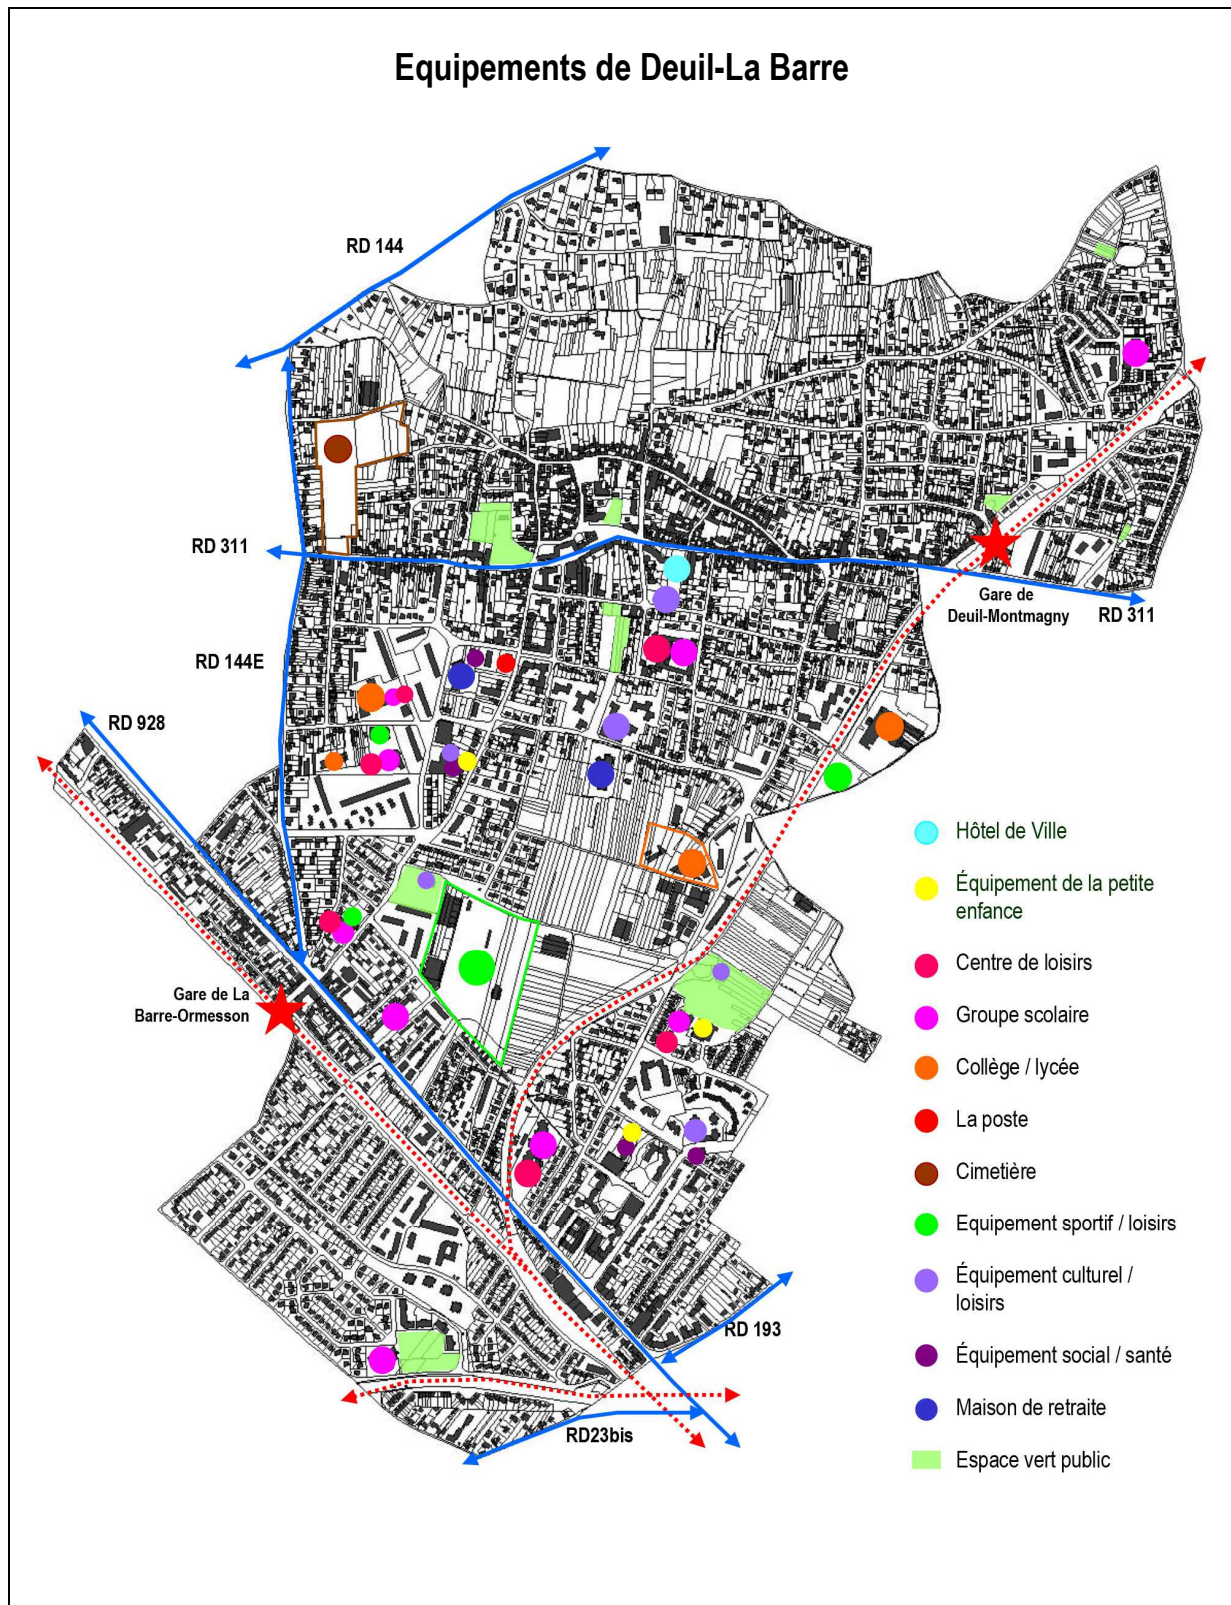 Equipements de Deuil-La Barre
RD 144
RD 311
Gare de
Deuil-Montmagny
RD 311
RD 144E
RD 928
Hôtel de Ville
Équipement de la petite
enfance
Centre de loisirs
Gare de La
Barre-Ormesson
Groupe scolaire
Collège / lycée
La poste
Cimetière
Equipement sportif / loisirs
Équipement culturel /
loisirs
RD 193
Équipement social / santé
Maison de retraite
RD23bis
Espace vert public